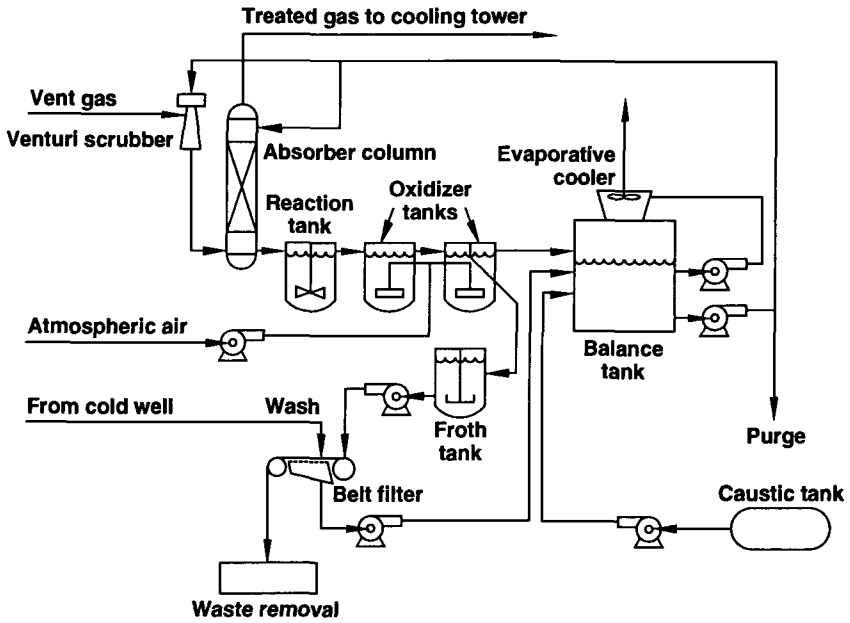 Treated gas to cooling tower
Vent gas
Venturi scrubber
Absorber column
Evaporative
cooler
Reaction
tank
Oxidizer
tanks
Atmospheric air
Balance
tank
From cold well
Wash
Froth
tank
Purge
Belt filter
Caustic tank
Waste removal